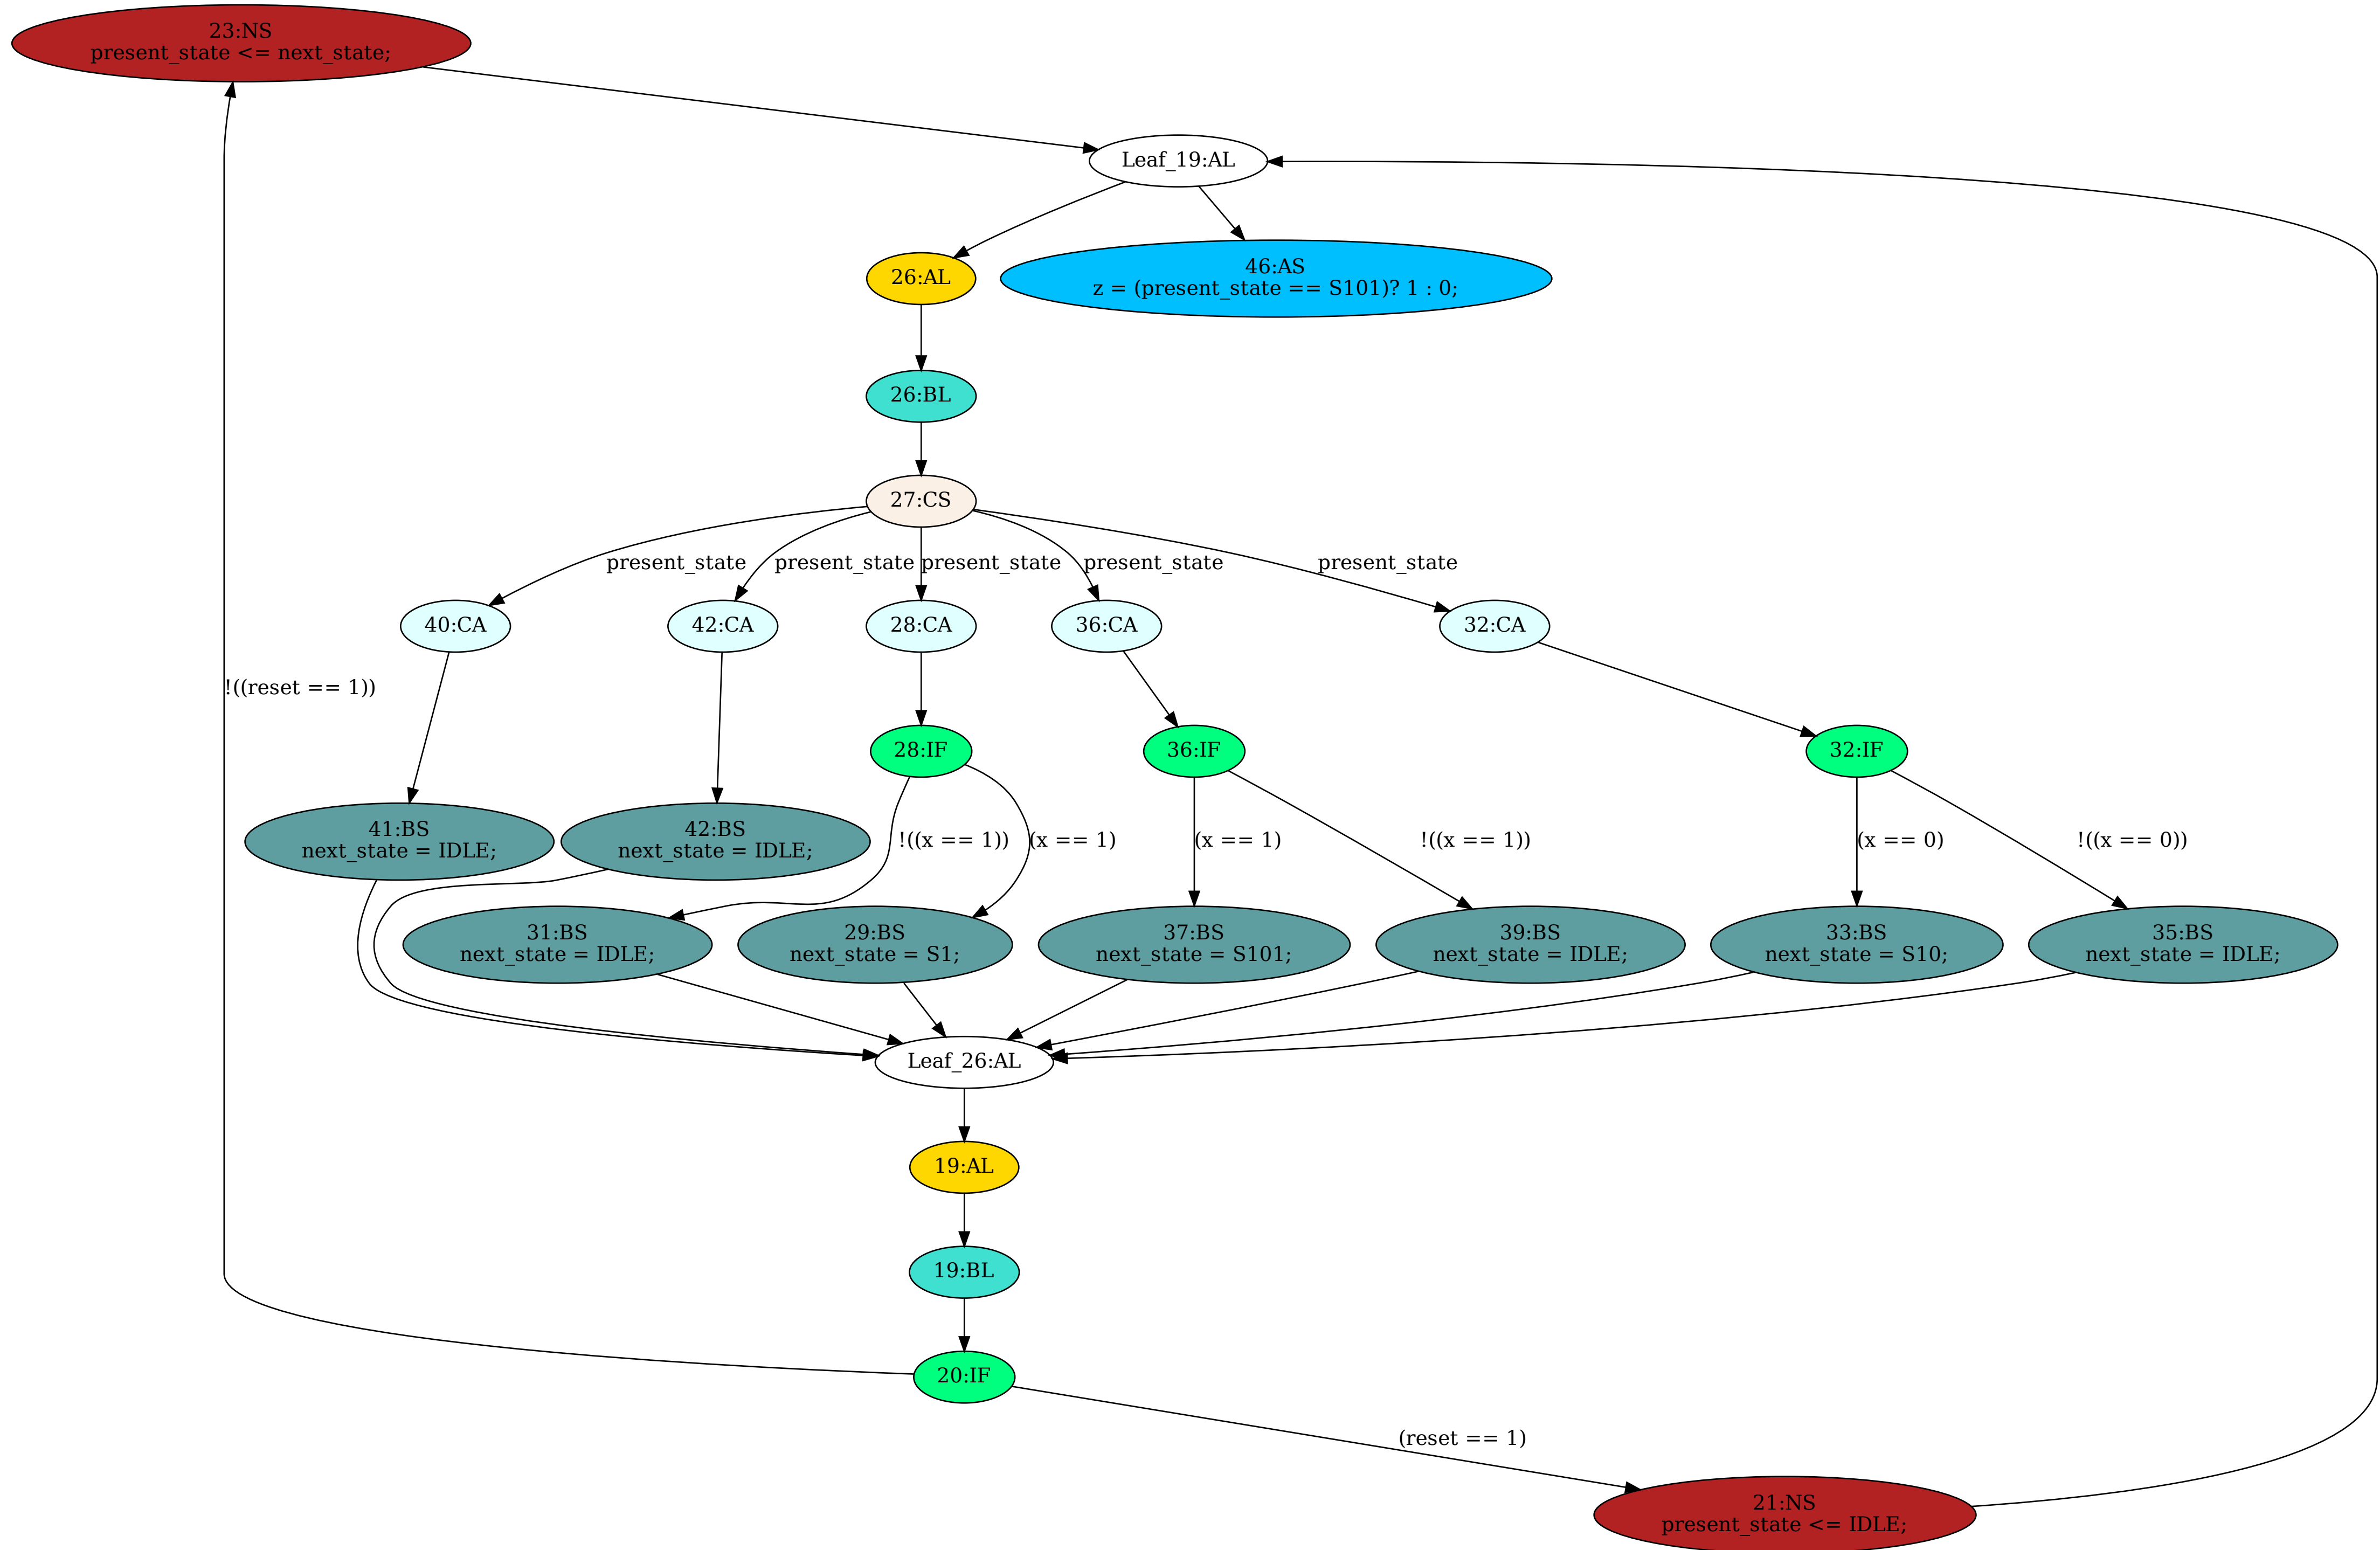 23:NS
present_state <= next_state;
Leaf_19:AL
26:AL
46:AS
z = (present_state == S101)? 1 : 0;
26:BL
27:CS
present_state
present_state
present_state
present_state
present_state
40:CA
42:CA
28:CA
36:CA
32:CA
!((reset == 1))
28:IF
36:IF
32:IF
41:BS
next_state = IDLE;
42:BS
next_state = IDLE;
!((x == 1))
(x == 1)
(x == 1)
!((x == 1))
(x == 0)
!((x == 0))
31:BS
next_state = IDLE;
29:BS
next_state = S1;
37:BS
next_state = S101;
39:BS
next_state = IDLE;
33:BS
next_state = S10;
35:BS
next_state = IDLE;
Leaf_26:AL
19:AL
19:BL
20:IF
(reset == 1)
21:NS
present_state <= IDLE;